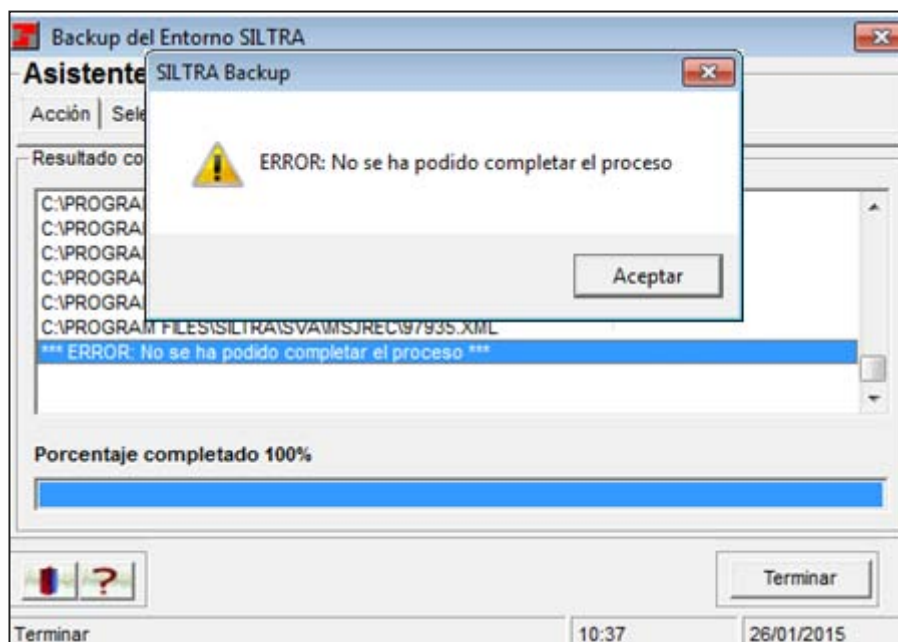 Backup del Entorno SILTRA
Asistente
SILTRA Backup
ERROR: No se ha podido completar el proceso
Aceptar
Acción
Resultado
C:\PROGRAM FILES\SILTRA\SVA\MSJREC\97935.XML
*** ERROR: No se ha podido completar el proceso ***
Porcentaje completado 100%
?
Terminar
Terminar 10:37 26/01/2015